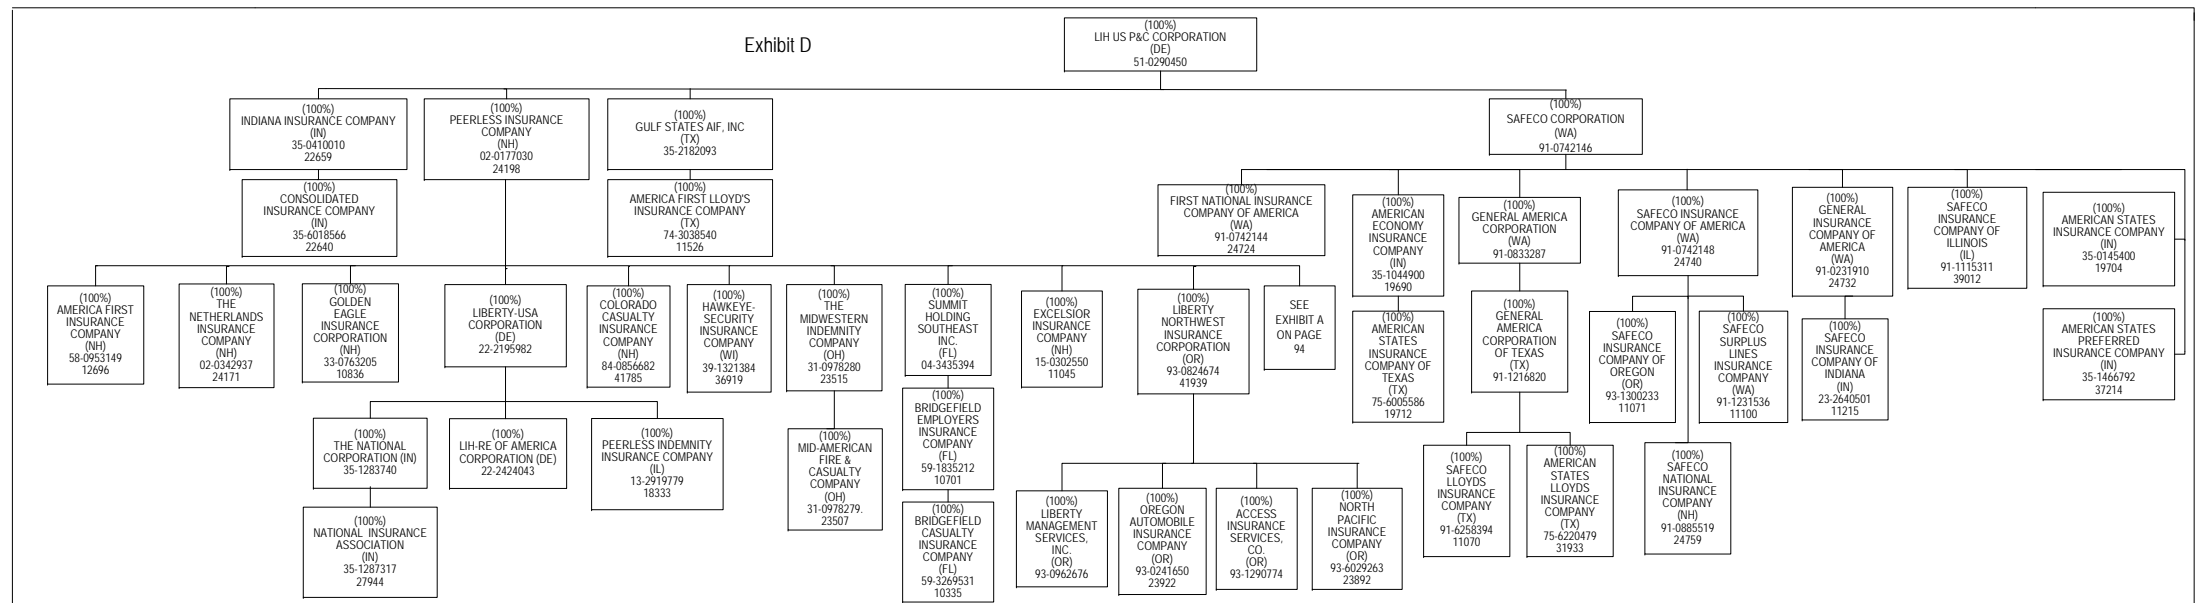 Exhibit D
(100%)
LIH US P&C CORPORATION
(DE)
51-0290450
(100%)
INDIANA INSURANCE COMPANY
(IN)
35-0410010
22659
(100%)
PEERLESS INSURANCE
COMPANY
(NH)
02-0177030
24198
(100%)
GULF STATES AIF, INC
(TX)
35-2182093
(100%)
SAFECO CORPORATION
(WA)
91-0742146
(100%)
CONSOLIDATED
INSURANCE COMPANY
(IN)
35-6018566
22640
(100%)
AMERICA FIRST LLOYD'S
INSURANCE COMPANY
(TX)
74-3038540
11526
(100%)
FIRST NATIONAL INSURANCE
COMPANY OF AMERICA
(WA)
91-0742144
24724
(100%)
AMERICAN
ECONOMY
INSURANCE
COMPANY
(IN)
35-1044900
19690
(100%)
GENERAL AMERICA
CORPORATION
(WA)
91-0833287
(100%)
SAFECO INSURANCE
COMPANY OF AMERICA
(WA)
91-0742148
24740
(100%)
GENERAL
INSURANCE
COMPANY OF
AMERICA
(WA)
91-0231910
24732
(100%)
SAFECO
INSURANCE
COMPANY OF
ILLINOIS
(IL)
91-1115311
39012
(100%)
AMERICAN STATES
INSURANCE COMPANY
(IN)
35-0145400
19704
(100%)
AMERICA FIRST
INSURANCE
COMPANY
(NH)
58-0953149
12696
(100%)
THE
NETHERLANDS
INSURANCE
COMPANY
(NH)
02-0342937
24171
(100%)
GOLDEN
EAGLE
INSURANCE
CORPORATION
(NH)
33-0763205
10836
(100%)
LIBERTY-USA
CORPORATION
(DE)
22-2195982
(100%)
COLORADO
CASUALTY
INSURANCE
COMPANY
(NH)
84-0856682
41785
(100%)
HAWKEYE-
SECURITY
INSURANCE
COMPANY
(WI)
39-1321384
36919
(100%)
THE
MIDWESTERN
INDEMNITY
COMPANY
(OH)
31-0978280
23515
(100%)
SUMMIT
HOLDING
SOUTHEAST
INC.
(FL)
04-3435394
(100%)
EXCELSIOR
INSURANCE
COMPANY
(NH)
15-0302550
11045
(100%)
LIBERTY
NORTHWEST
INSURANCE
CORPORATION
(OR)
93-0824674
41939
SEE
EXHIBIT A
ON PAGE
94
(100%)
AMERICAN
STATES
INSURANCE
COMPANY OF
TEXAS
(TX)
75-6005586
19712
(100%)
GENERAL
AMERICA
CORPORATION
OF TEXAS
(TX)
91-1216820
(100%)
SAFECO
INSURANCE
COMPANY OF
OREGON
(OR)
93-1300233
11071
(100%)
SAFECO
SURPLUS
LINES
INSURANCE
COMPANY
(WA)
91-1231536
11100
(100%)
SAFECO
INSURANCE
COMPANY OF
INDIANA
(IN)
23-2640501
11215
(100%)
AMERICAN STATES
PREFERRED
INSURANCE COMPANY
(IN)
35-1466792
37214
(100%)
THE NATIONAL
CORPORATION (IN)
35-1283740
(100%)
LIH-RE OF AMERICA
CORPORATION (DE)
22-2424043
(100%)
PEERLESS INDEMNITY
INSURANCE COMPANY
(IL)
13-2919779
18333
(100%)
MID-AMERICAN
FIRE &
CASUALTY
COMPANY
(OH)
31-0978279.
23507
(100%)
BRIDGEFIELD
EMPLOYERS
INSURANCE
COMPANY
(FL)
59-1835212
10701
(100%)
SAFECO
LLOYDS
INSURANCE
COMPANY
(TX)
91-6258394
11070
(100%)
AMERICAN
STATES
LLOYDS
INSURANCE
COMPANY
(TX)
75-6220479
31933
(100%)
SAFECO
NATIONAL
INSURANCE
COMPANY
(NH)
91-0885519
24759
(100%)
NATIONAL INSURANCE
ASSOCIATION
(IN)
35-1287317
27944
(100%)
BRIDGEFIELD
CASUALTY
INSURANCE
COMPANY
(FL)
59-3269531
10335
(100%)
LIBERTY
MANAGEMENT
SERVICES,
INC.
(OR)
93-0962676
(100%)
OREGON
AUTOMOBILE
INSURANCE
COMPANY
(OR)
93-0241650
23922
(100%)
ACCESS
INSURANCE
SERVICES,
CO.
(OR)
93-1290774
(100%)
NORTH
PACIFIC
INSURANCE
COMPANY
(OR)
93-6029263
23892